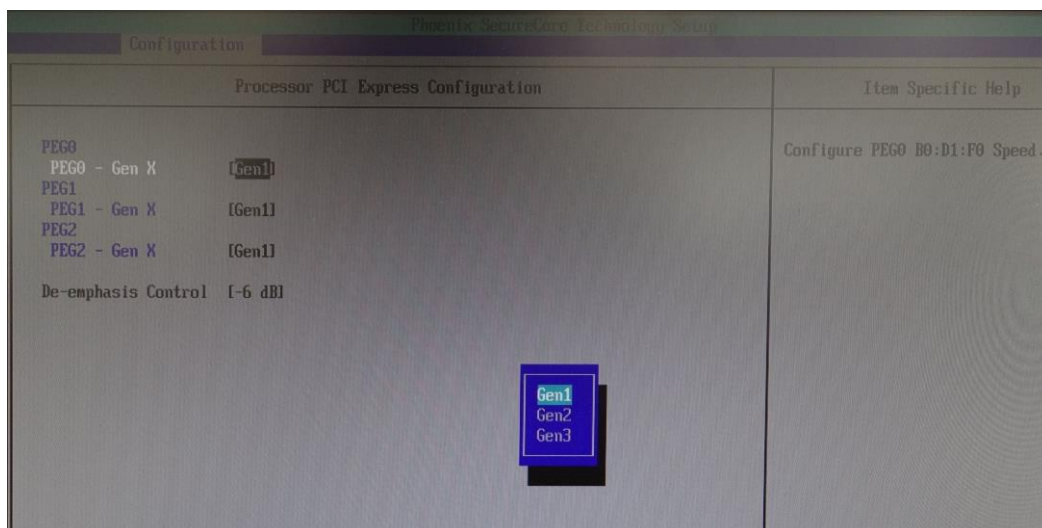 Phoenix SecureCore Technology Setup
Configuration
Processor PCI Express Configuration
Item Specific Help
PEG0
PEG0 - Gen X [Gen1]
Configure PEG0 B0:D1:F0 Speed.
PEG1
PEG1 - Gen X [Gen1]
PEG2
PEG2 - Gen X [Gen1]
De-emphasis Control [-6 dB]
Gen1
Gen2
Gen3